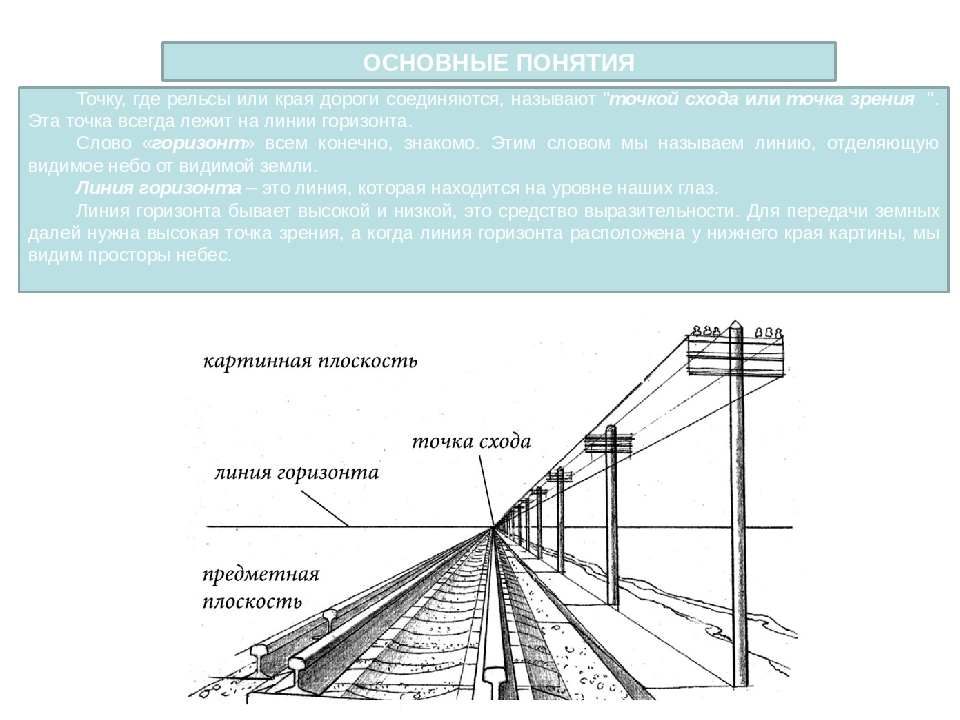 ОСНОВНЫЕ ПОНЯТИЯ
Точку, где рельсы или края дороги соединяются, называют "точкой схода или точка зрения ".
Эта точка всегда лежит на линии горизонта.
Слово «горизонт» всем конечно, знакомо. Этим словом мы называем линию, отделяющую
видимое небо от видимой земли.
Линия горизонта – это линия, которая находится на уровне наших глаз.
Линия горизонта бывает высокой и низкой, это средство выразительности. Для передачи земных
далей нужна высокая точка зрения, а когда линия горизонта расположена у нижнего края картины, мы
видим просторы небес.
картинная плоскость
точка схода
линия горизонта
предметная
плоскость